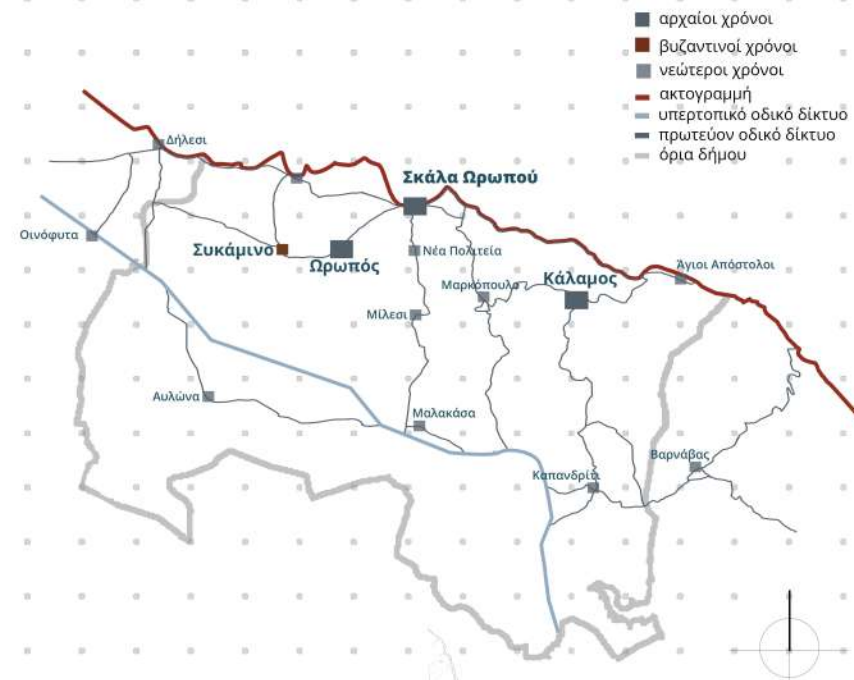 αρχαίοι χρόνοι
βυζαντινοί χρόνοι
νεώτεροι χρόνοι
ακτογραμμή
υπερτοπικό οδικό δίκτυο
πρωτεύον οδικό δίκτυο
όρια δήμου
Δήλεσι
Σκάλα Ωρωπού
Οινόφυτα
Συκάμινο
Ωρωπός
Νέα Πολιτεία
Άγιοι Απόστολοι
Κάλαμος
Μαρκόπουλο
Μίλεσι
Αυλώνα
Μαλακάσα
Βαρνάβας
Καπανδρίτι